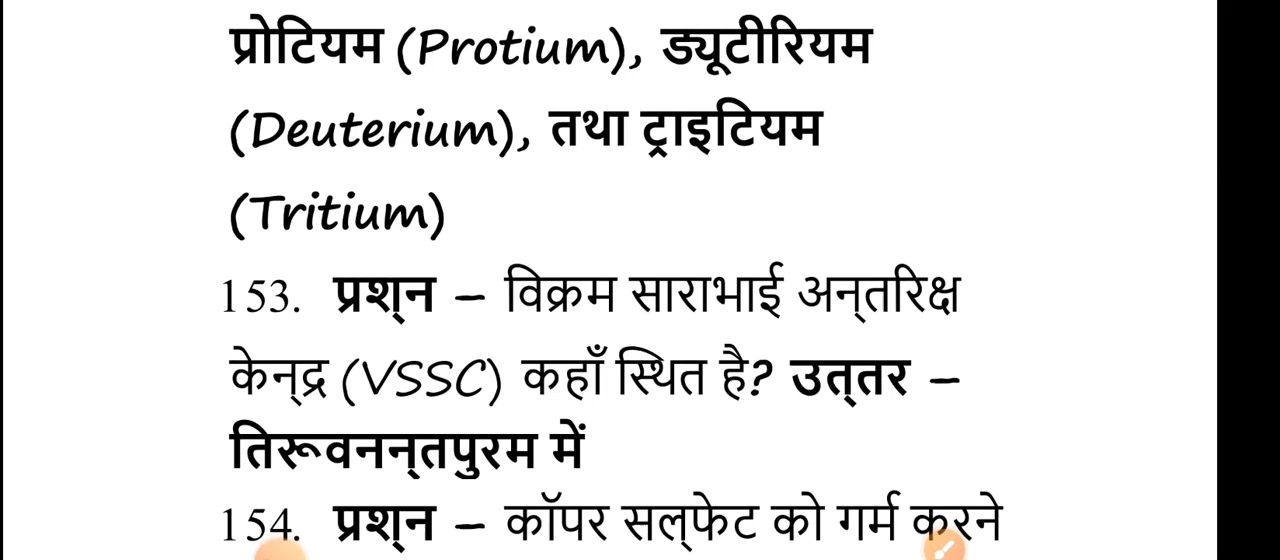 प्रोटियम (Protium), ड्यूटीरियम
(Deuterium), तथा ट्राइटियम
(Tritium)
153. प्रश्‍न – विक्रम साराभाई अन्‍तरिक्ष
केन्‍द्र (VSSC) कहाँ स्थित है? उत्‍तर –
तिरूवनन्‍तपुरम में
154. प्रश्‍न – कॉपर सल्‍फेट को गर्म करने